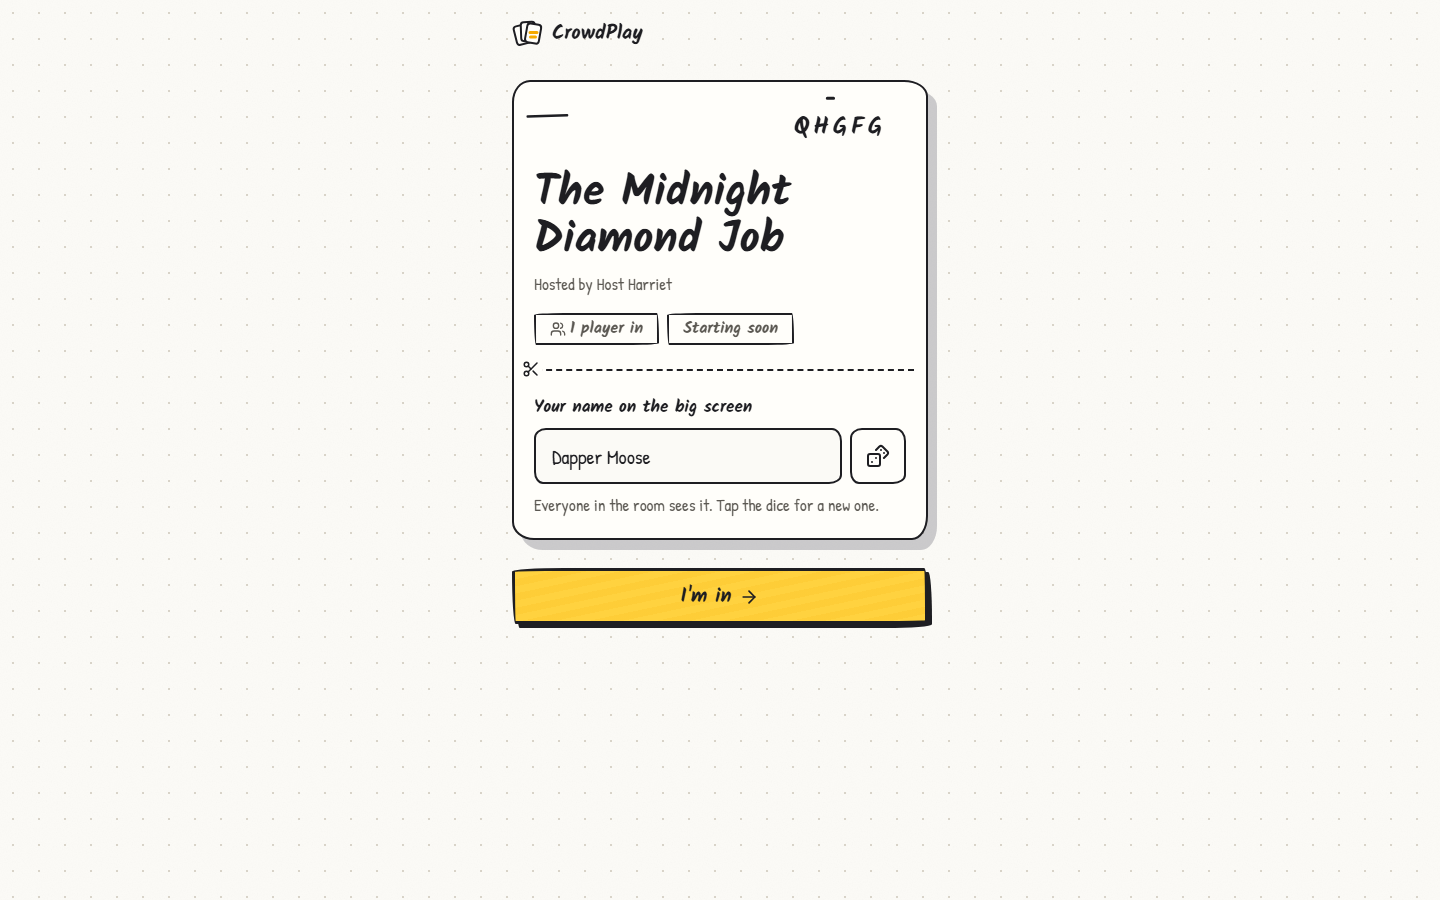 CrowdPlay
QHGFG
The Midnight
Diamond Job
Hosted by Host Harriet
1 player in
Starting soon
Your name on the big screen
Dapper Moose
Everyone in the room sees it. Tap the dice for a new one.
I'm in →